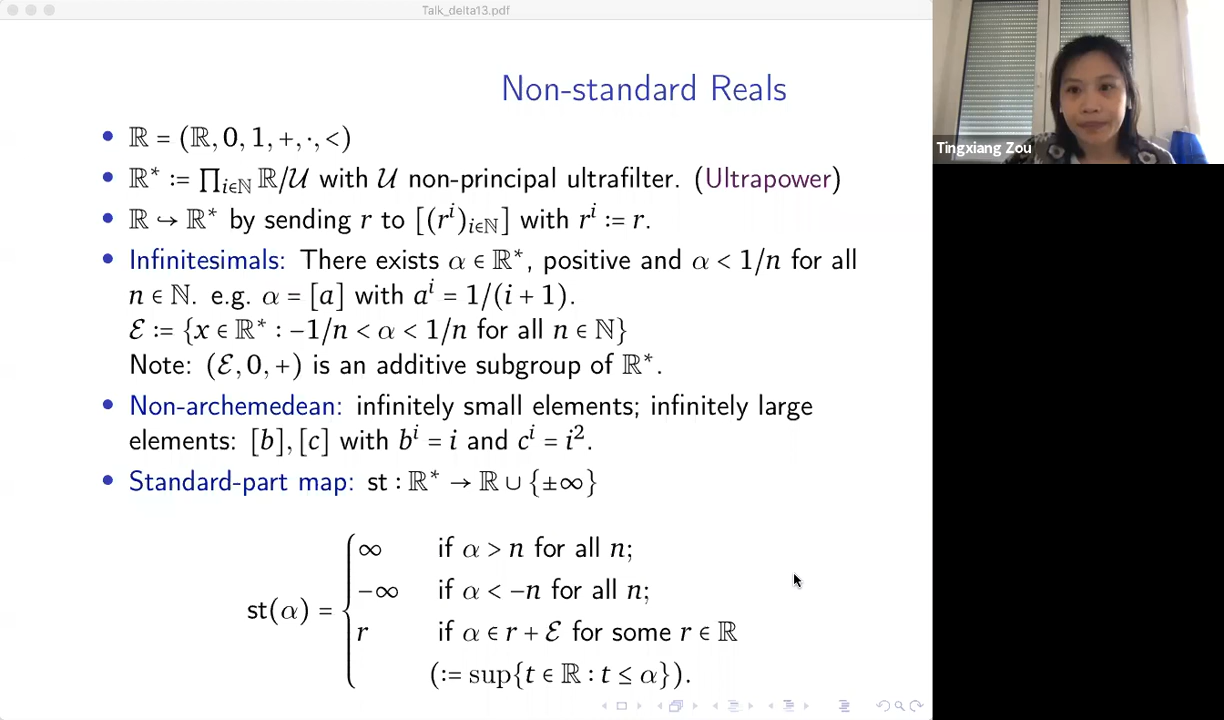 Talk_delta13.pdf
Non-standard Reals
• ℝ = (ℝ, 0, 1, +, ·, <)
• ℝ* := ∏_{i∈ℕ} ℝ/𝒰 with 𝒰 non-principal ultrafilter. (Ultrapower)
• ℝ ↪ ℝ* by sending r to [(r^i)_{i∈ℕ}] with r^i := r.
• Infinitesimals: There exists α ∈ ℝ*, positive and α < 1/n for all
n ∈ ℕ. e.g. α = [a] with a^i = 1/(i + 1).
ℰ := {x ∈ ℝ* : −1/n < α < 1/n for all n ∈ ℕ}
Note: (ℰ, 0, +) is an additive subgroup of ℝ*.
• Non-archemedean: infinitely small elements; infinitely large
elements: [b], [c] with b^i = i and c^i = i².
• Standard-part map: st : ℝ* → ℝ ∪ {±∞}
∞ if α > n for all n;
−∞ if α < −n for all n;
st(α) =
r if α ∈ r + ℰ for some r ∈ ℝ
(:= sup{t ∈ ℝ : t ≤ α}).
Tingxiang Zou